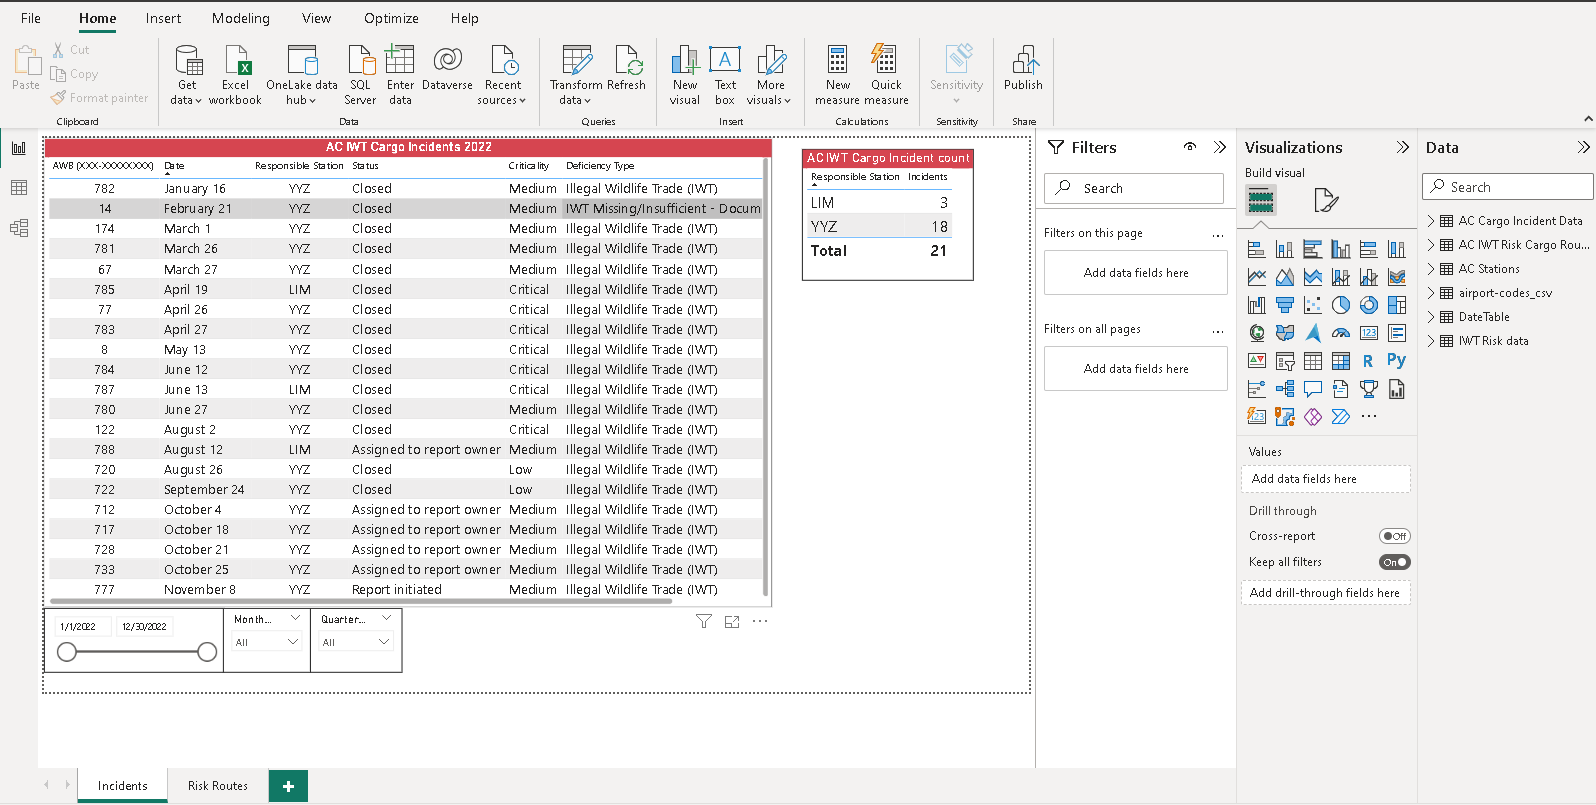 File Home Insert Modeling View Optimize Help
Paste
Cut
Copy
Format painter
Clipboard
Get data
Excel workbook
OneLake data hub
SQL Server
Enter data
Dataverse
Recent sources
Data
Transform data
Refresh
Queries
New visual
Text box
More visuals
Insert
New measure
Quick measure
Calculations
Sensitivity
Sensitivity
Publish
Share
AC IWT Cargo Incidents 2022
AWB (XXX-XXXXXXXX) Date Responsible Station Status Criticality Deficiency Type
782 January 16 YYZ Closed Medium Illegal Wildlife Trade (IWT)
14 February 21 YYZ Closed Medium IWT Missing/Insufficient - Docum
174 March 1 YYZ Closed Medium Illegal Wildlife Trade (IWT)
781 March 26 YYZ Closed Medium Illegal Wildlife Trade (IWT)
67 March 27 YYZ Closed Medium Illegal Wildlife Trade (IWT)
785 April 19 LIM Closed Critical Illegal Wildlife Trade (IWT)
77 April 26 YYZ Closed Critical Illegal Wildlife Trade (IWT)
783 April 27 YYZ Closed Critical Illegal Wildlife Trade (IWT)
8 May 13 YYZ Closed Critical Illegal Wildlife Trade (IWT)
784 June 12 YYZ Closed Critical Illegal Wildlife Trade (IWT)
787 June 13 LIM Closed Critical Illegal Wildlife Trade (IWT)
780 June 27 YYZ Closed Medium Illegal Wildlife Trade (IWT)
122 August 2 YYZ Closed Critical Illegal Wildlife Trade (IWT)
788 August 12 LIM Assigned to report owner Medium Illegal Wildlife Trade (IWT)
720 August 26 YYZ Closed Low Illegal Wildlife Trade (IWT)
722 September 24 YYZ Closed Low Illegal Wildlife Trade (IWT)
712 October 4 YYZ Assigned to report owner Medium Illegal Wildlife Trade (IWT)
717 October 18 YYZ Assigned to report owner Medium Illegal Wildlife Trade (IWT)
728 October 21 YYZ Assigned to report owner Medium Illegal Wildlife Trade (IWT)
733 October 25 YYZ Assigned to report owner Medium Illegal Wildlife Trade (IWT)
777 November 8 YYZ Report initiated Medium Illegal Wildlife Trade (IWT)
1/1/2022 12/30/2022
Month...
All
Quarter...
All
AC IWT Cargo Incident count
Responsible Station Incidents
LIM 3
YYZ 18
Total 21
Filters
Search
Filters on this page ...
Add data fields here
Filters on all pages ...
Add data fields here
Visualizations
Build visual
123
R
Py
123
...
Values
Add data fields here
Drill through
Cross-report Off
Keep all filters On
Add drill-through fields here
Data
Search
AC Cargo Incident Data
AC IWT Risk Cargo Rou...
AC Stations
airport-codes_csv
DateTable
IWT Risk data
Incidents Risk Routes +